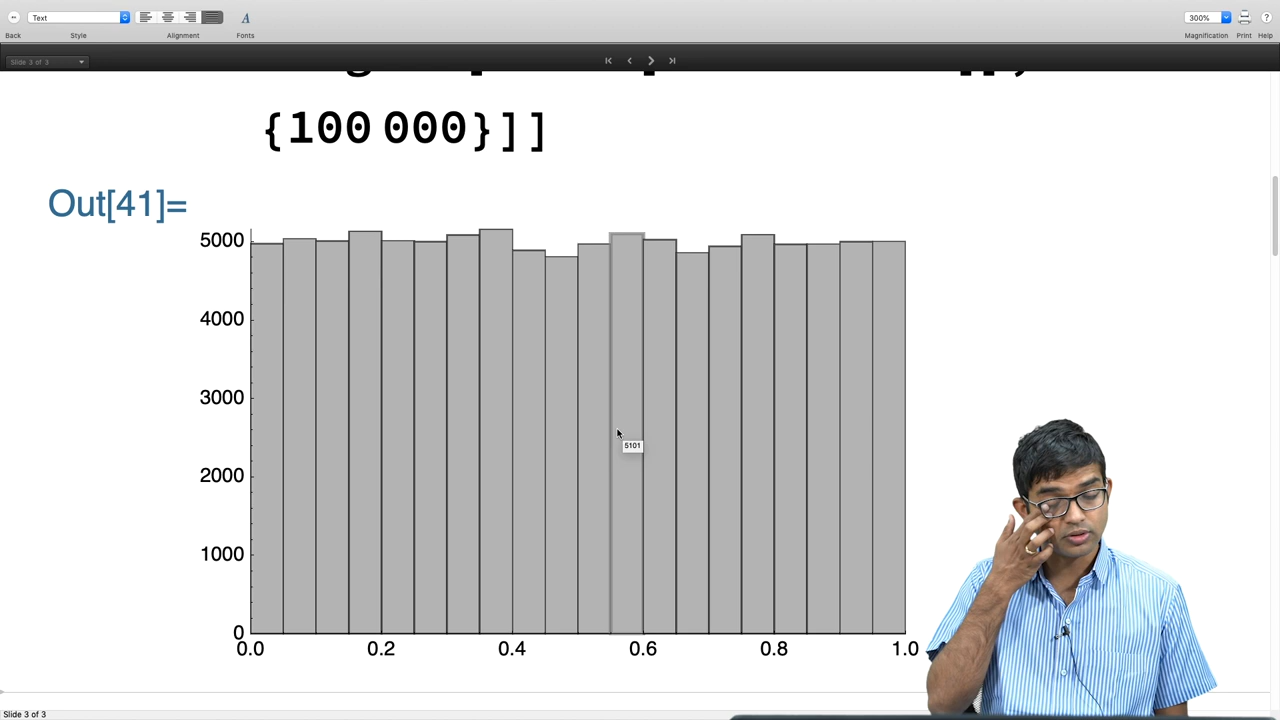 Text
300%
Back
Style
Alignment
Fonts
Magnification
Print
Help
Slide 3 of 3
{100 000}]]
Out[41]=
5000
4000
3000
2000
1000
0
5101
0.0 0.2 0.4 0.6 0.8 1.0
Slide 3 of 3